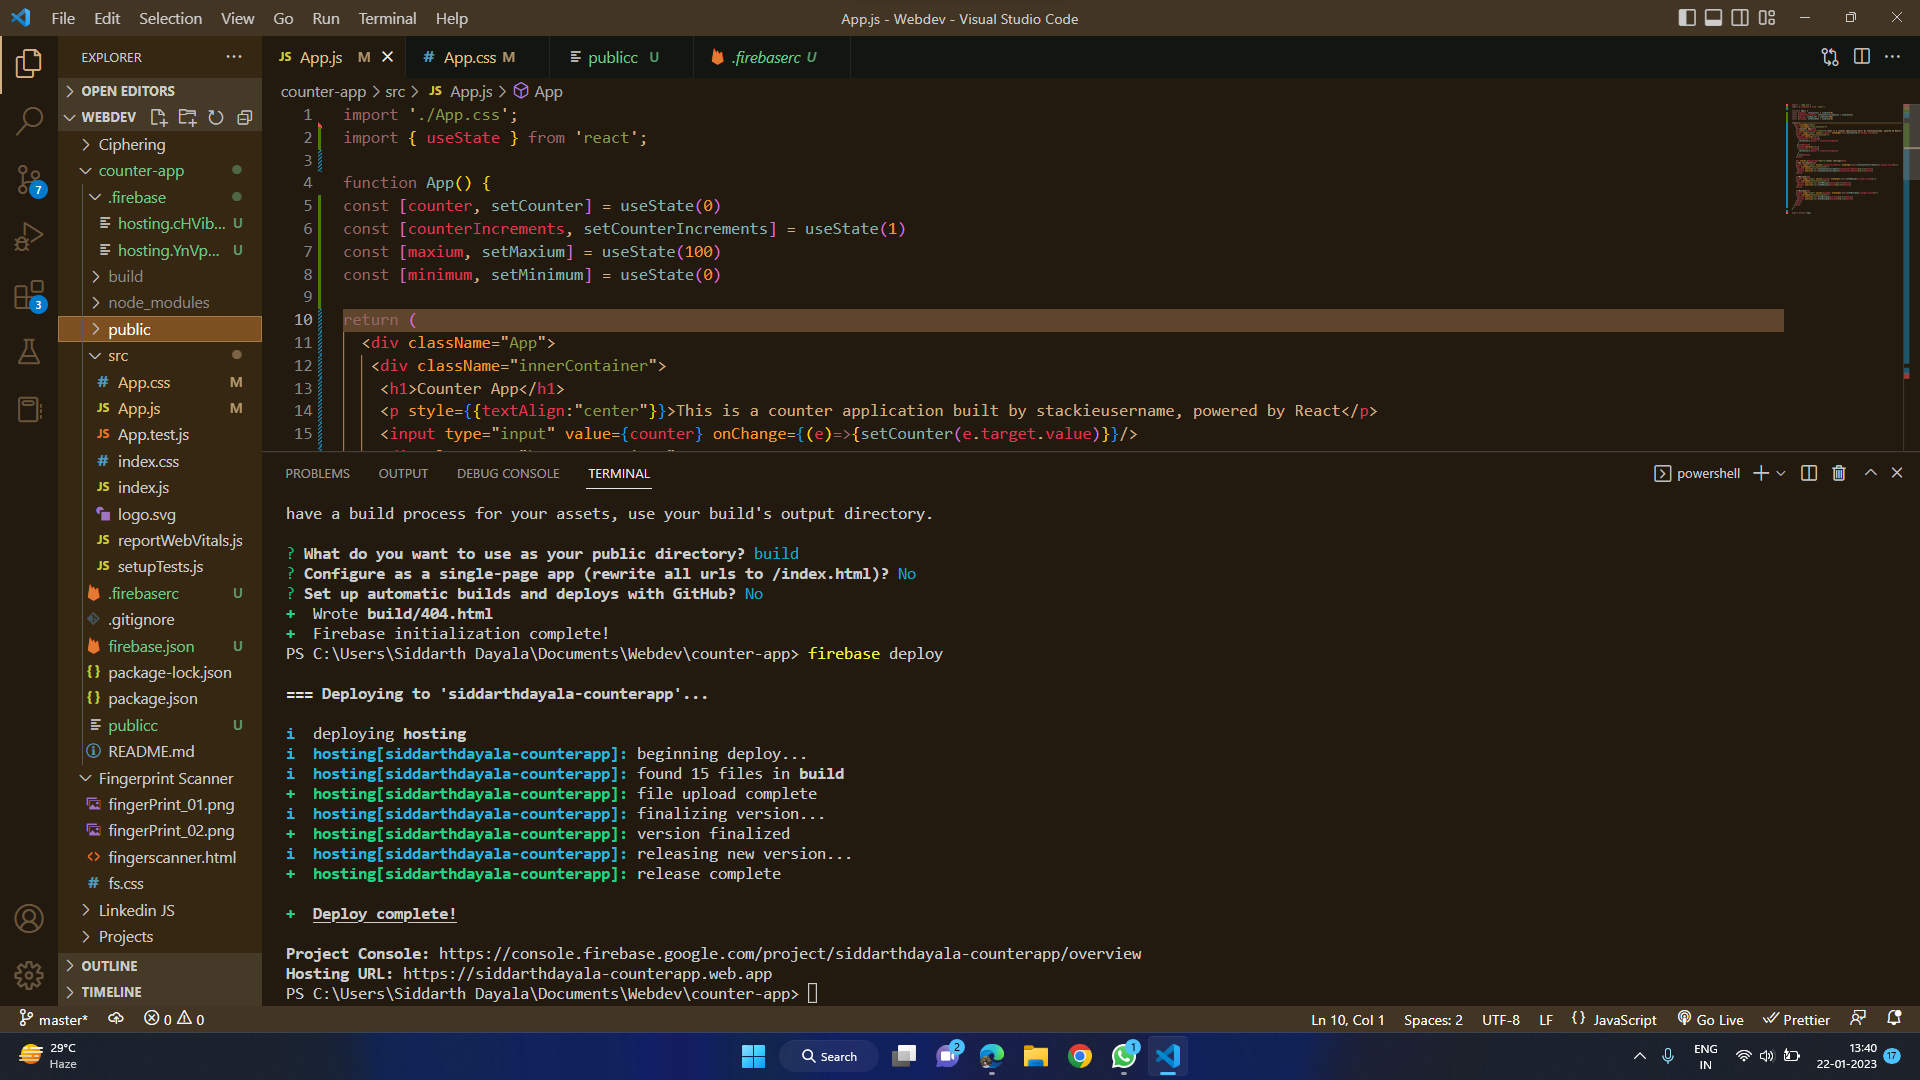 File Edit Selection View Go Run Terminal Help
App.js - Webdev - Visual Studio Code
EXPLORER
OPEN EDITORS
WEBDEV
Ciphering
counter-app
.firebase
hosting.cHVib... U
hosting.YnVp... U
build
node_modules
public
src
App.css M
App.js M
App.test.js
index.css
index.js
logo.svg
reportWebVitals.js
setupTests.js
.firebaserc U
.gitignore
firebase.json U
package-lock.json
package.json
publicc U
README.md
Fingerprint Scanner
fingerPrint_01.png
fingerPrint_02.png
fingerscanner.html
fs.css
Linkedin JS
Projects
OUTLINE
TIMELINE
7
3
App.js M App.css M publicc U .firebaserc U
counter-app > src > JS App.js > App
1 import './App.css';
2 import { useState } from 'react';
3
4 function App() {
5 const [counter, setCounter] = useState(0)
6 const [counterIncrements, setCounterIncrements] = useState(1)
7 const [maxium, setMaxium] = useState(100)
8 const [minimum, setMinimum] = useState(0)
9
10 return (
11 <div className="App">
12 <div className="innerContainer">
13 <h1>Counter App</h1>
14 <p style={{textAlign:"center"}}>This is a counter application built by stackieusername, powered by React</p>
15 <input type="input" value={counter} onChange={(e)=>{setCounter(e.target.value)}}/>
PROBLEMS OUTPUT DEBUG CONSOLE TERMINAL
powershell
have a build process for your assets, use your build's output directory.
? What do you want to use as your public directory? build
? Configure as a single-page app (rewrite all urls to /index.html)? No
? Set up automatic builds and deploys with GitHub? No
+ Wrote build/404.html
+ Firebase initialization complete!
PS C:\Users\Siddarth Dayala\Documents\Webdev\counter-app> firebase deploy
=== Deploying to 'siddarthdayala-counterapp'...
i deploying hosting
i hosting[siddarthdayala-counterapp]: beginning deploy...
i hosting[siddarthdayala-counterapp]: found 15 files in build
+ hosting[siddarthdayala-counterapp]: file upload complete
i hosting[siddarthdayala-counterapp]: finalizing version...
+ hosting[siddarthdayala-counterapp]: version finalized
i hosting[siddarthdayala-counterapp]: releasing new version...
+ hosting[siddarthdayala-counterapp]: release complete
+ Deploy complete!
Project Console: https://console.firebase.google.com/project/siddarthdayala-counterapp/overview
Hosting URL: https://siddarthdayala-counterapp.web.app
PS C:\Users\Siddarth Dayala\Documents\Webdev\counter-app>
master* 0 0
Ln 10, Col 1 Spaces: 2 UTF-8 LF {} JavaScript Go Live Prettier
29°C
Haze
Search
2
1
ENG
IN
13:40
22-01-2023
17